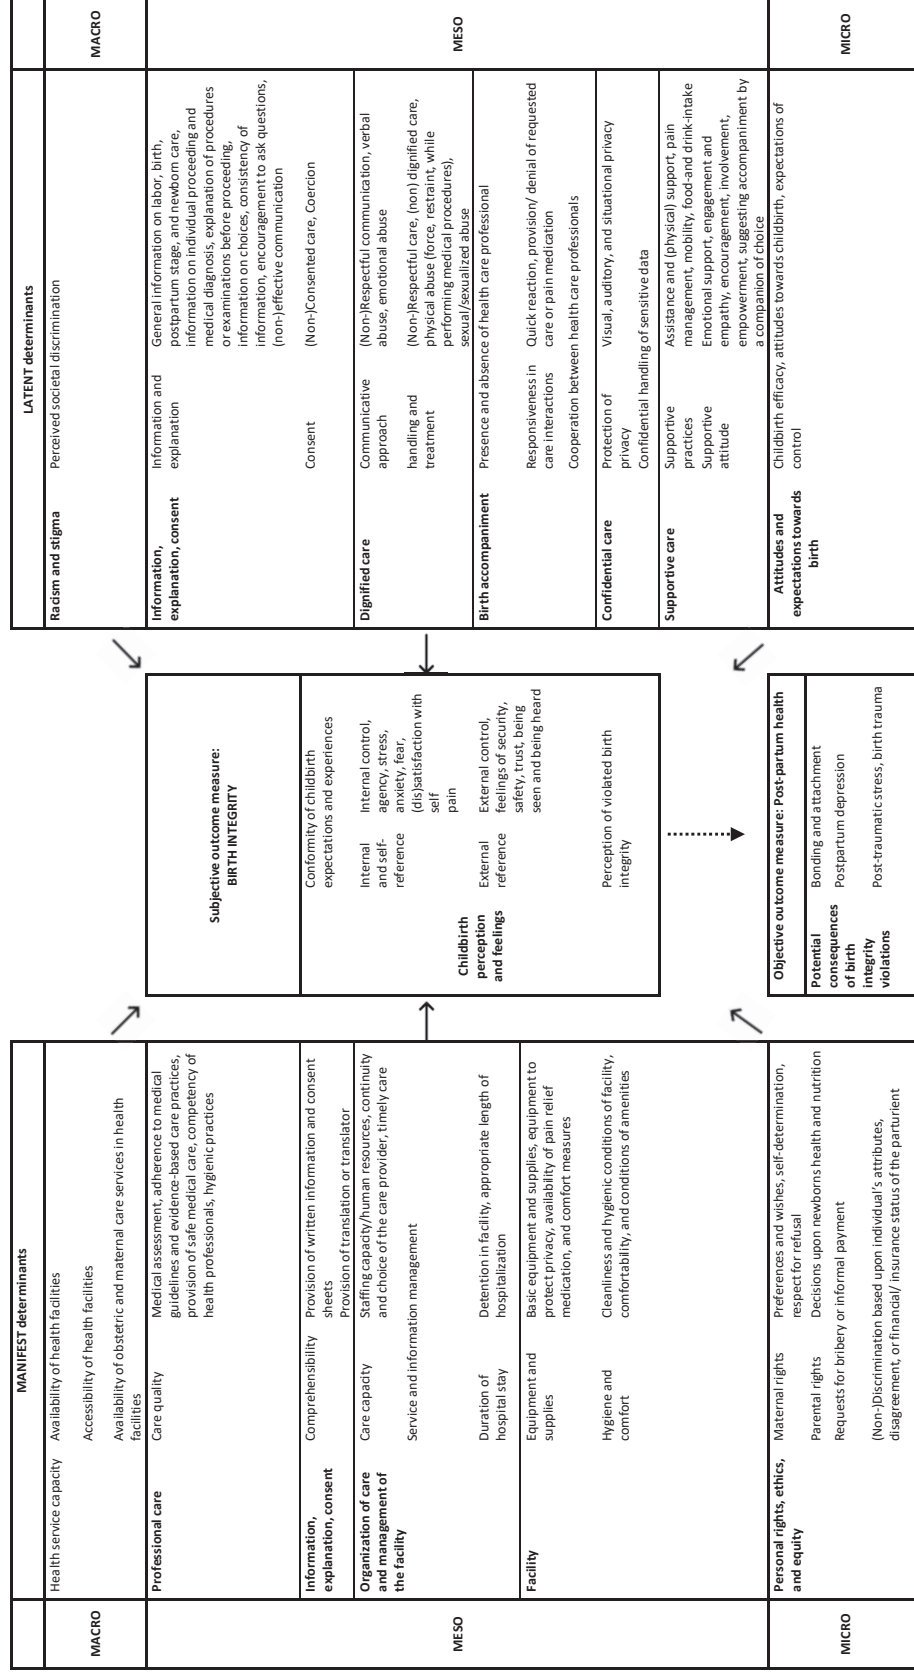 MANIFEST determinants
MACRO
Health service capacity
Availability of health facilities
Accessibility of health facilities
Availability of obstetric and maternal care services in health
facilities
MESO
Professional care
Care quality
Medical assessment, adherence to medical
guidelines and evidence-based care practices,
provision of safe medical care, competency of
health professionals, hygienic practices
Information,
explanation, consent
Comprehensibility
Provision of written information and consent
sheets
Provision of translation or translator
Organization of care
and management of
the facility
Care capacity
Staffing capacity/human resources, continuity
and choice of the care provider, timely care
Service and information management
Duration of
hospital stay
Detention in facility, appropriate length of
hospitalization
Facility
Equipment and
supplies
Basic equipment and supplies, equipment to
protect privacy, availability of pain relief
medication, and comfort measures
Hygiene and
comfort
Cleanliness and hygienic conditions of facility,
comfortability, and conditions of amenities
MICRO
Personal rights, ethics,
and equity
Maternal rights
Preferences and wishes, self-determination,
respect for refusal
Parental rights
Decisions upon newborns health and nutrition
Requests for bribery or informal payment
(Non-)Discrimination based upon individual's attributes,
disagreement, or financial/ insurance status of the parturient
Subjective outcome measure:
BIRTH INTEGRITY
Childbirth
perception
and feelings
Conformity of childbirth
expectations and experiences
Internal
and self-
reference
Internal control,
agency, stress,
anxiety, fear,
(dis)satisfaction with
self
pain
External
reference
External control,
feelings of security,
safety, trust, being
seen and being heard
Perception of violated birth
integrity
Objective outcome measure: Post-partum health
Potential
consequences
of birth
integrity
violations
Bonding and attachment
Postpartum depression
Post-traumatic stress, birth trauma
LATENT determinants
MACRO
Racism and stigma
Perceived societal discrimination
MESO
Information,
explanation, consent
Information and
explanation
General information on labor, birth,
postpartum stage, and newborn care,
information on individual proceeding and
medical diagnosis, explanation of procedures
or examinations before proceeding,
information on choices, consistency of
information, encouragement to ask questions,
(non-)effective communication
Consent
(Non-)Consented care, Coercion
Dignified care
Communicative
approach
(Non-)Respectful communication, verbal
abuse, emotional abuse
handling and
treatment
(Non-)Respectful care, (non) dignified care,
physical abuse (force, restraint, while
performing medical procedures),
sexual/sexualized abuse
Birth accompaniment
Presence and absence of health care professional
Responsiveness in
care interactions
Quick reaction, provision/ denial of requested
care or pain medication
Cooperation between health care professionals
Confidential care
Protection of
privacy
Visual, auditory, and situational privacy
Confidential handling of sensitive data
Supportive care
Supportive
practices
Assistance and (physical) support, pain
management, mobility, food-and drink-intake
Supportive
attitude
Emotional support, engagement and
empathy, encouragement, involvement,
empowerment, suggesting accompaniment by
a companion of choice
MICRO
Attitudes and
expectations towards
birth
Childbirth efficacy, attitudes towards childbirth, expectations of
control